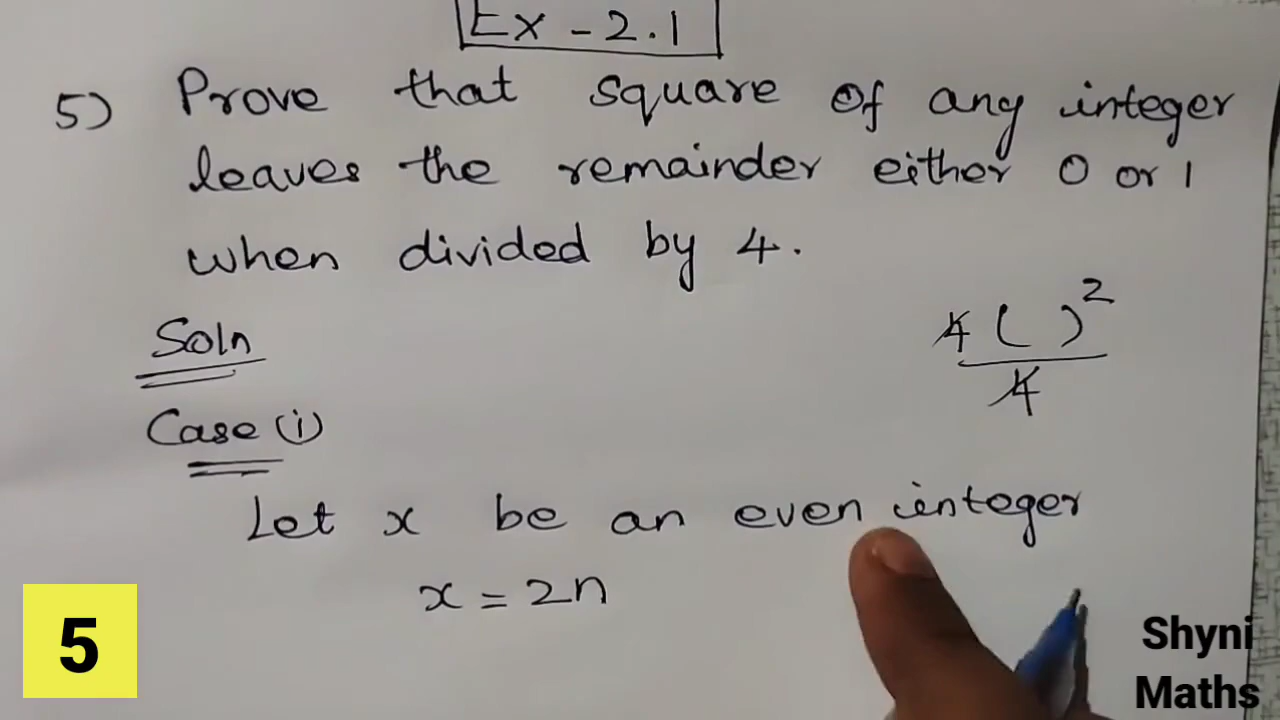 Ex - 2.1
5) Prove that square of any integer
leaves the remainder either 0 or 1
when divided by 4.
Soln
4 ( )²
4
Case (i)
Let x be an even integer
x = 2n
5
Shyni
Maths